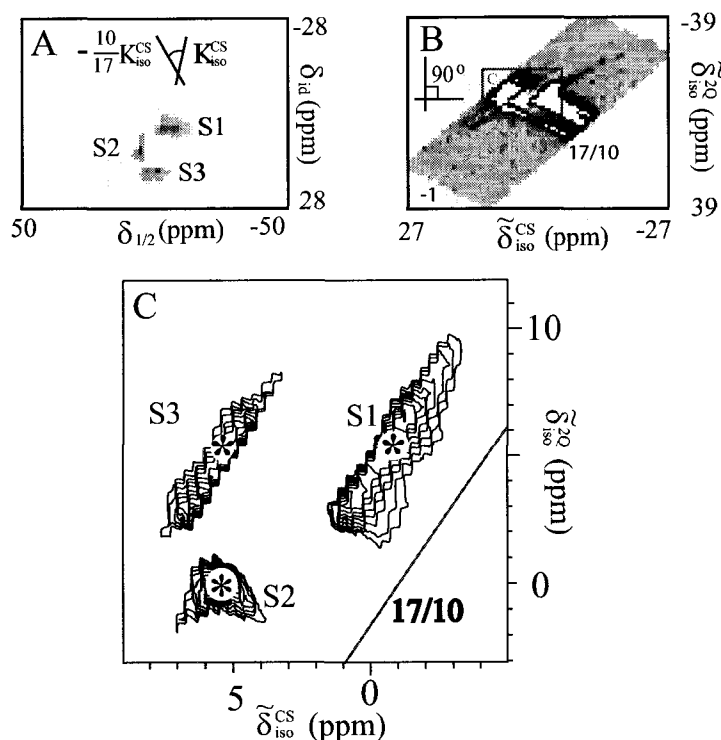 A
- 10/17 K^CS_iso K^CS_iso
-28
δ_id (ppm)
28
S1
S2
S3
50 δ_1/2 (ppm) -50
B
90°
C
17/10
-1
-39
δ̃^2Q_iso (ppm)
39
27 δ̃^CS_iso (ppm) -27
C
S3
S1
S2
17/10
10
0
δ̃^2Q_iso (ppm)
5 0
δ̃^CS_iso (ppm)